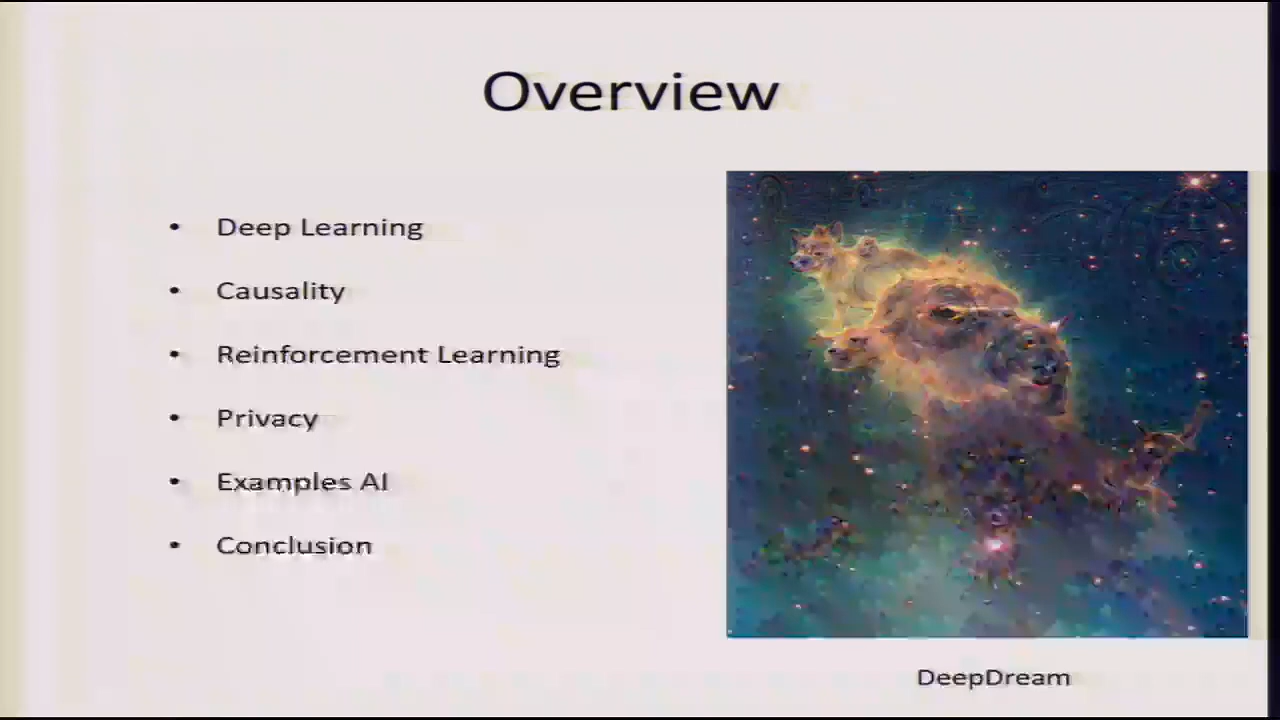 Overview
• Deep Learning
• Causality
• Reinforcement Learning
• Privacy
• Examples AI
• Conclusion
DeepDream